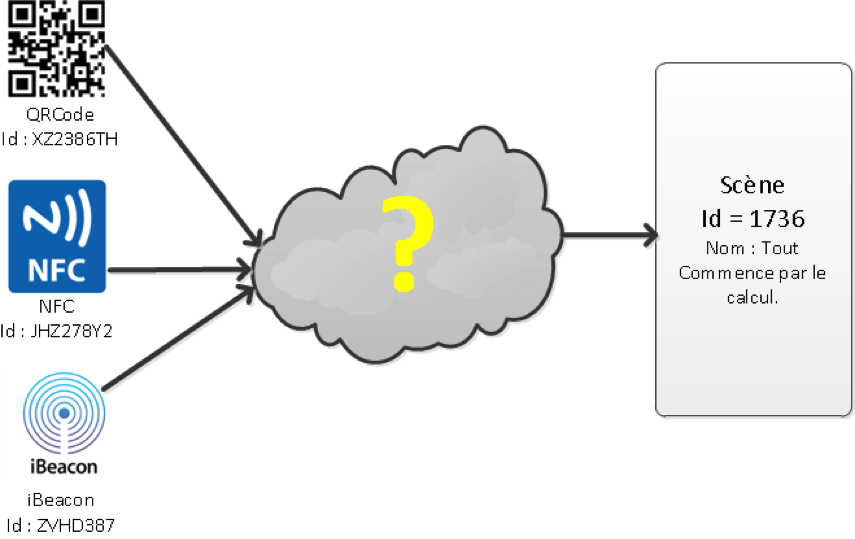 QRCode
Id : XZ2386TH
NFC
NFC
Id : JHZ278Y2
iBeacon
iBeacon
Id : ZVHD387
?
Scène
Id = 1736
Nom : Tout
Commence par le
calcul.